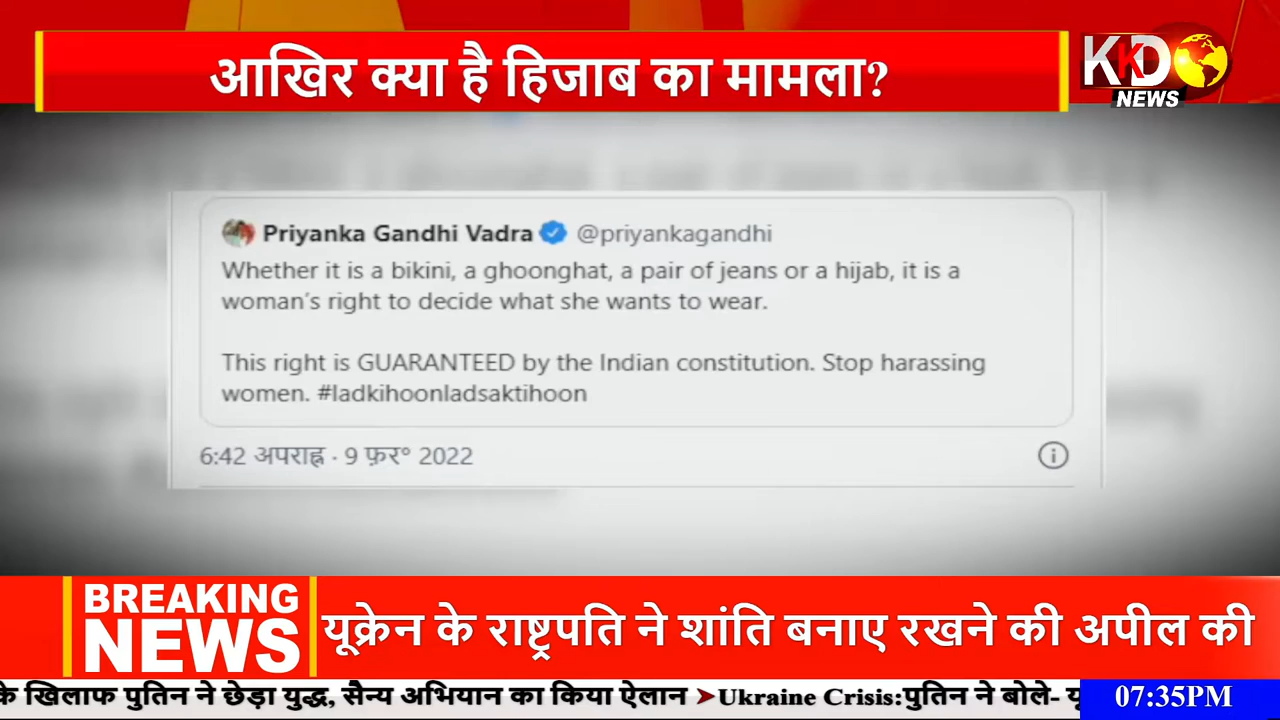 आखिर क्या है हिजाब का मामला?
KKD
NEWS
Priyanka Gandhi Vadra @priyankagandhi
Whether it is a bikini, a ghoonghat, a pair of jeans or a hijab, it is a
woman's right to decide what she wants to wear.
This right is GUARANTEED by the Indian constitution. Stop harassing
women. #ladkihoonladsaktihoon
6:42 अपराह्न · 9 फ़र॰ 2022
BREAKING
NEWS
यूक्रेन के राष्ट्रपति ने शांति बनाए रखने की अपील की
के खिलाफ पुतिन ने छेड़ा युद्ध, सैन्य अभियान का किया ऐलान ➤Ukraine Crisis:पुतिन ने बोले-
07:35PM